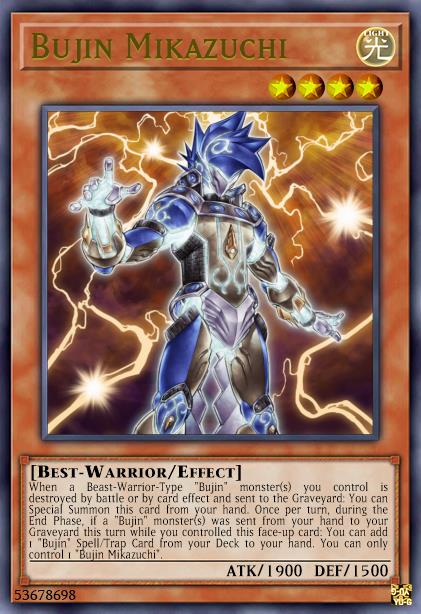 Bujin Mikazuchi
LIGHT
光
[Best-Warrior/Effect]
When a Beast-Warrior-Type "Bujin" monster(s) you control is
destroyed by battle or by card effect and sent to the Graveyard: You can
Special Summon this card from your hand. Once per turn, during the
End Phase, if a "Bujin" monster(s) was sent from your hand to your
Graveyard this turn while you controlled this face-up card: You can add
1 "Bujin" Spell/Trap Card from your Deck to your hand. You can only
control 1 "Bujin Mikazuchi".
ATK/1900 DEF/1500
53678698